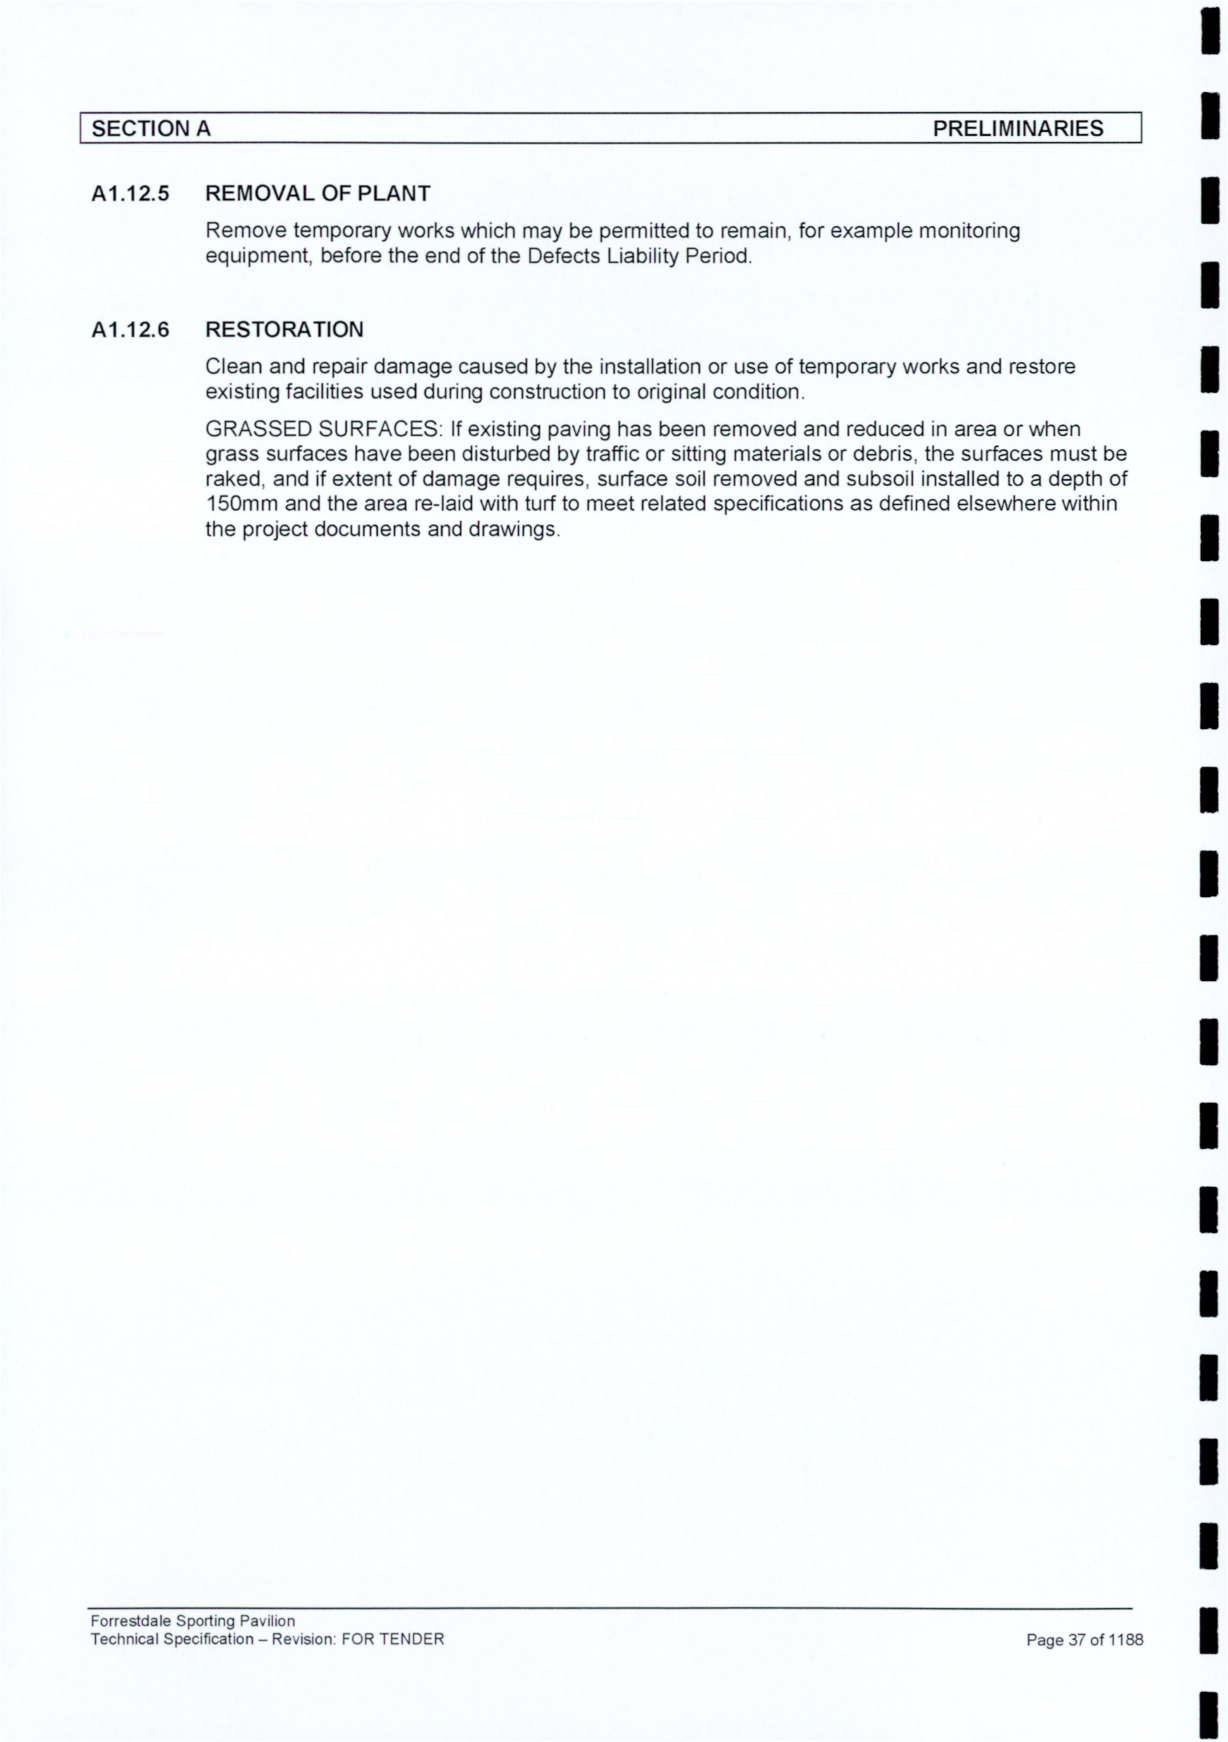 SECTION A PRELIMINARIES
A1.12.5 REMOVAL OF PLANT
Remove temporary works which may be permitted to remain, for example monitoring
equipment, before the end of the Defects Liability Period.
A1.12.6 RESTORATION
Clean and repair damage caused by the installation or use of temporary works and restore
existing facilities used during construction to original condition.
GRASSED SURFACES: If existing paving has been removed and reduced in area or when
grass surfaces have been disturbed by traffic or sitting materials or debris, the surfaces must be
raked, and if extent of damage requires, surface soil removed and subsoil installed to a depth of
150mm and the area re-laid with turf to meet related specifications as defined elsewhere within
the project documents and drawings.
Forrestdale Sporting Pavilion
Technical Specification – Revision: FOR TENDER Page 37 of 1188